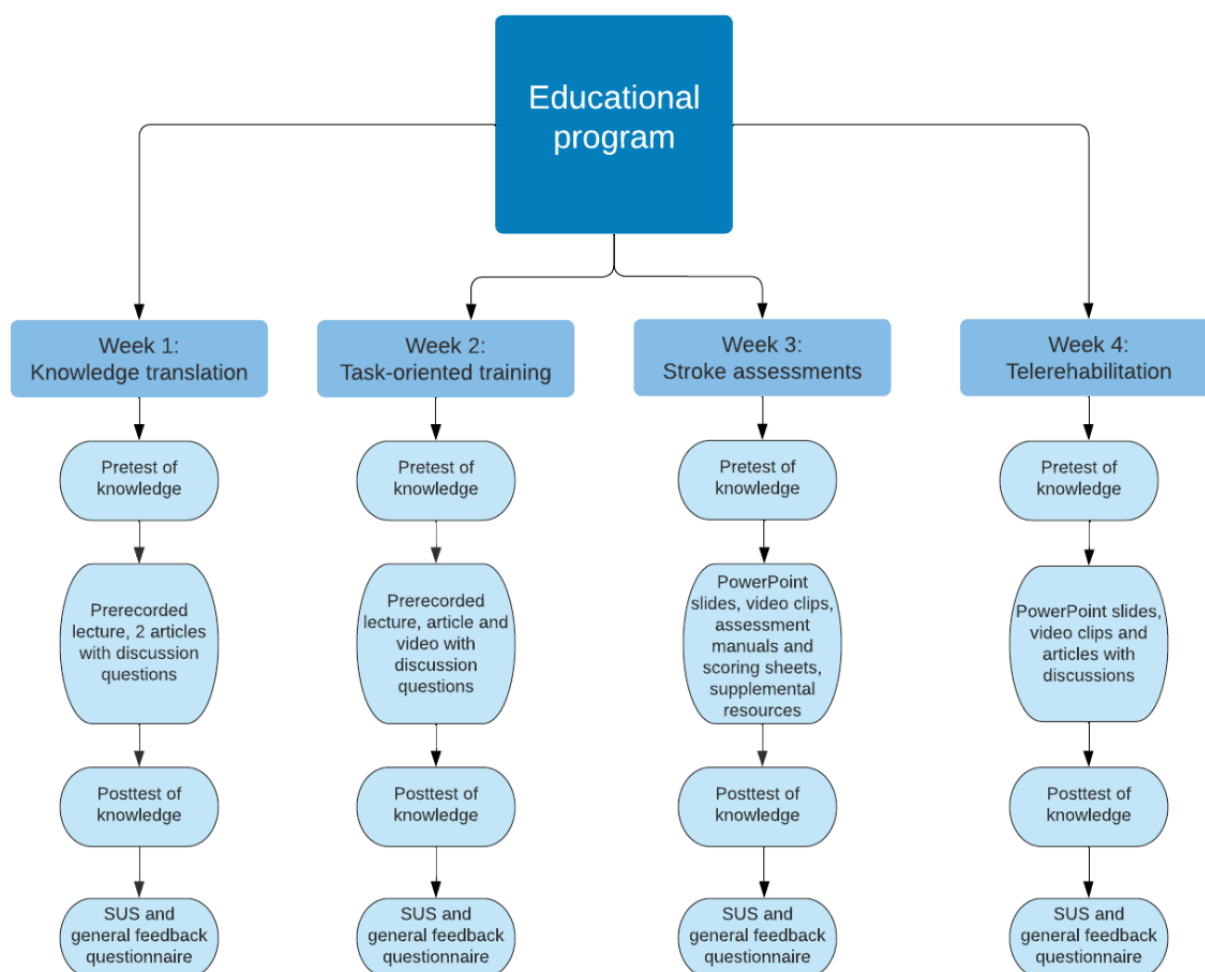 Educational
program
Week 1:
Knowledge translation
Week 2:
Task-oriented training
Week 3:
Stroke assessments
Week 4:
Telerehabilitation
Pretest of
knowledge
Pretest of
knowledge
Pretest of
knowledge
Pretest of
knowledge
Prerecorded
lecture, 2 articles
with discussion
questions
Prerecorded
lecture, article and
video with
discussion
questions
PowerPoint
slides, video clips,
assessment
manuals and
scoring sheets,
supplemental
resources
PowerPoint slides,
video clips and
articles with
discussions
Posttest of
knowledge
Posttest of
knowledge
Posttest of
knowledge
Posttest of
knowledge
SUS and
general feedback
questionnaire
SUS and
general feedback
questionnaire
SUS and
general feedback
questionnaire
SUS and
general feedback
questionnaire